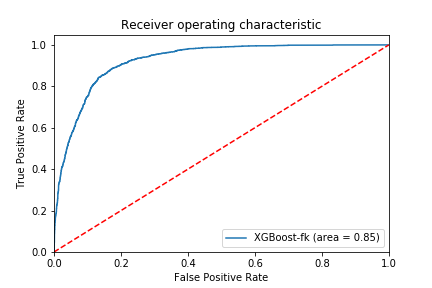 Receiver operating characteristic
True Positive Rate
1.0
0.8
0.6
0.4
0.2
0.0
XGBoost-fk (area = 0.85)
0.0 0.2 0.4 0.6 0.8 1.0
False Positive Rate